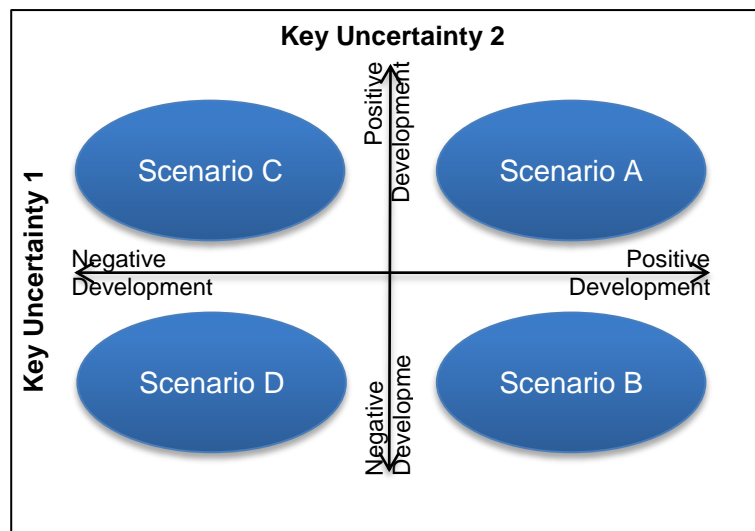 Key Uncertainty 2
Key Uncertainty 1
Positive
Development
Scenario C
Scenario A
Negative
Development
Positive
Development
Scenario D
Scenario B
Negative
Developme